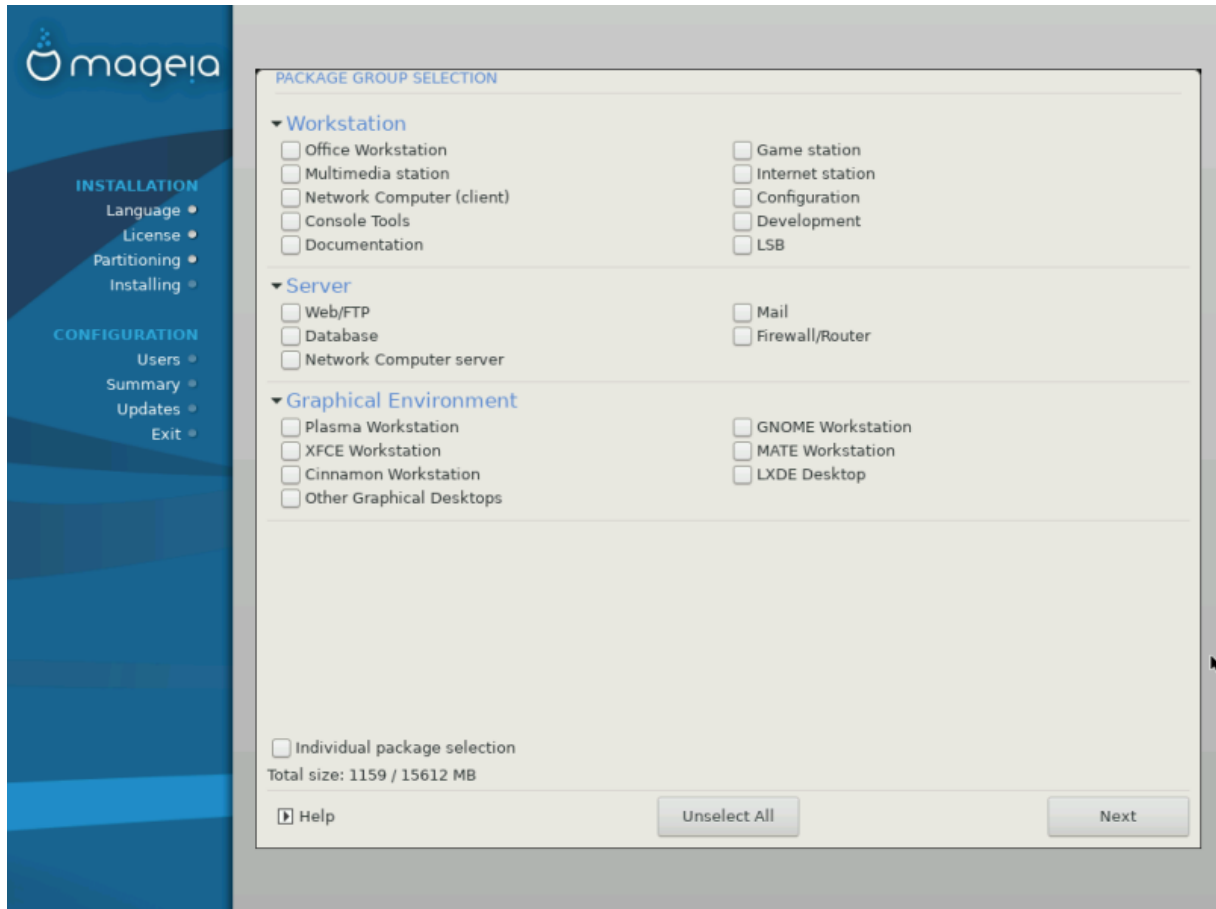 mageia
INSTALLATION
Language
License
Partitioning
Installing
CONFIGURATION
Users
Summary
Updates
Exit
PACKAGE GROUP SELECTION
Workstation
Office Workstation
Game station
Multimedia station
Internet station
Network Computer (client)
Configuration
Console Tools
Development
Documentation
LSB
Server
Web/FTP
Mail
Database
Firewall/Router
Network Computer server
Graphical Environment
Plasma Workstation
GNOME Workstation
XFCE Workstation
MATE Workstation
Cinnamon Workstation
LXDE Desktop
Other Graphical Desktops
Individual package selection
Total size: 1159 / 15612 MB
Help
Unselect All
Next